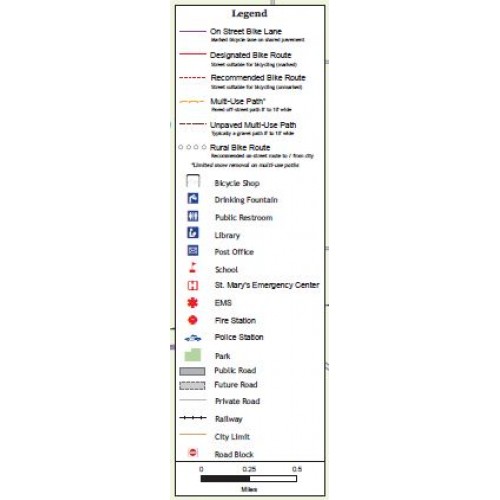 Legend
On Street Bike Lane
Marked bicycle lane on shared pavement
Designated Bike Route
Street suitable for bicycling (marked)
Recommended Bike Route
Street suitable for bicycling (unmarked)
Multi-Use Path*
Paved off-street path 8' to 10' wide
Unpaved Multi-Use Path
Typically a gravel path 8' to 10' wide
Rural Bike Route
Recommended on-street route to / from city
*Limited snow removal on multi-use paths
Bicycle Shop
Drinking Fountain
Public Restroom
Library
Post Office
School
H St. Mary's Emergency Center
EMS
Fire Station
Police Station
Park
Public Road
Future Road
Private Road
Railway
City Limit
Road Block
0 0.25 0.5
Miles